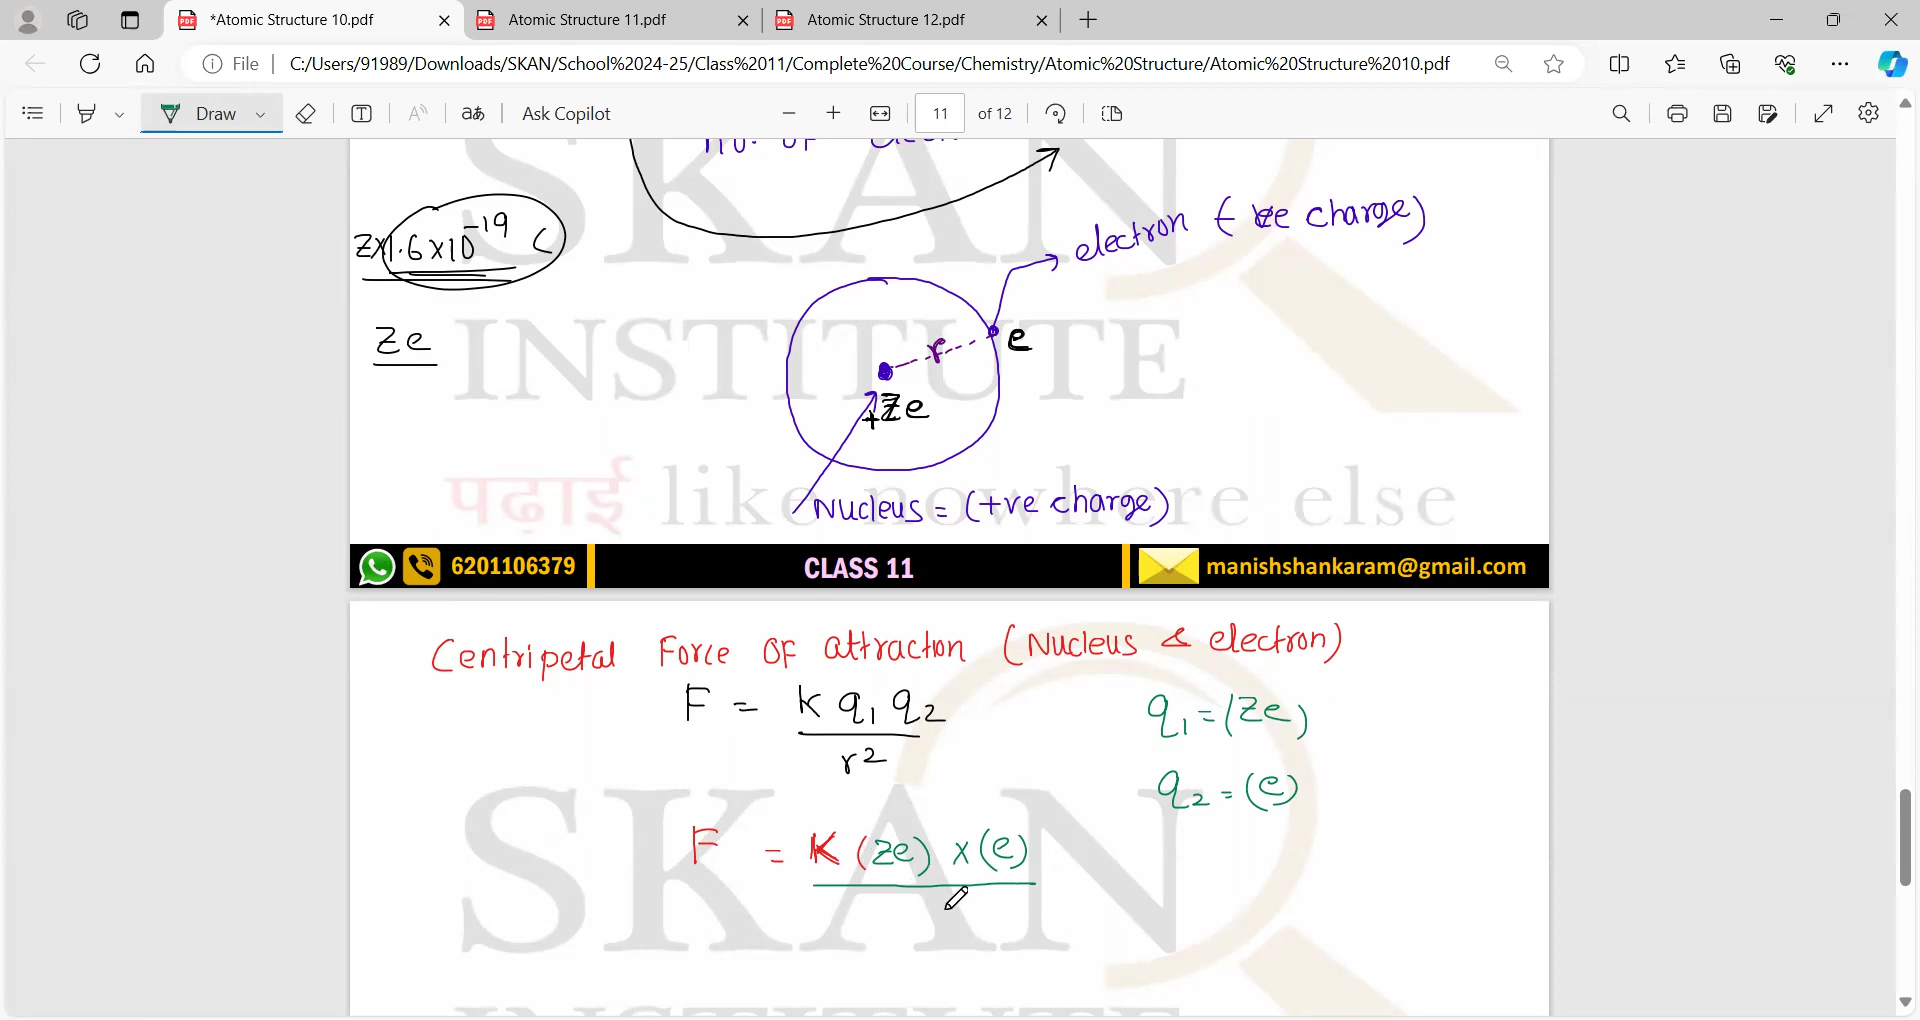 *Atomic Structure 10.pdf
Atomic Structure 11.pdf
Atomic Structure 12.pdf
File
C:/Users/91989/Downloads/SKAN/School%2024-25/Class%2011/Complete%20Course/Chemistry/Atomic%20Structure/Atomic%20Structure%2010.pdf
Draw
Ask Copilot
11 of 12
SKAN
no. of
z×1.6×10⁻¹⁹ C
electron (-ve charge)
INSTITUTE
ze
r
e
+ze
पढ़ाई like nowhere else
Nucleus = (+ve charge)
6201106379
CLASS 11
manishshankaram@gmail.com
Centripetal Force OF attraction (Nucleus & electron)
F = K q₁ q₂
r²
q₁ = (ze)
q₂ = (e)
SKAN
F = K (ze) × (e)
INSTITUTE